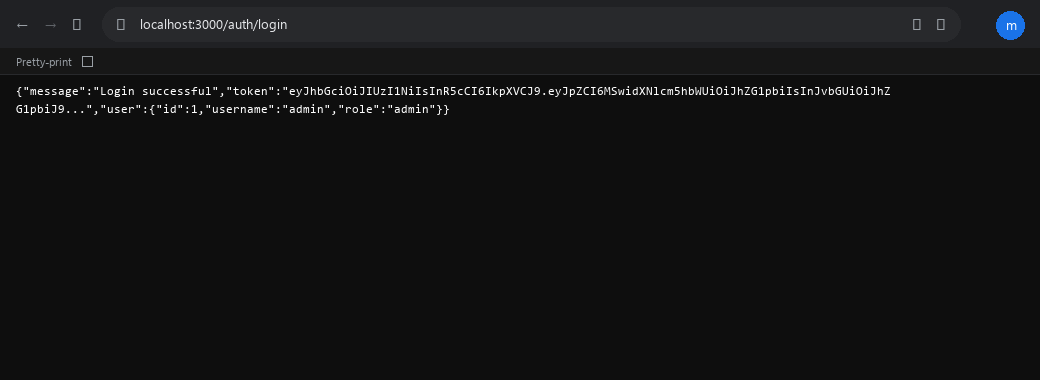 localhost:3000/auth/login
m
Pretty-print
{"message":"Login successful","token":"eyJhbGciOiJIUzI1NiIsInR5cCI6IkpXVCJ9.eyJpZCI6MSwidXNlcm5hbWUiOiJhZG1pbiIsInJvbGUiOiJhZ
G1pbiJ9...","user":{"id":1,"username":"admin","role":"admin"}}